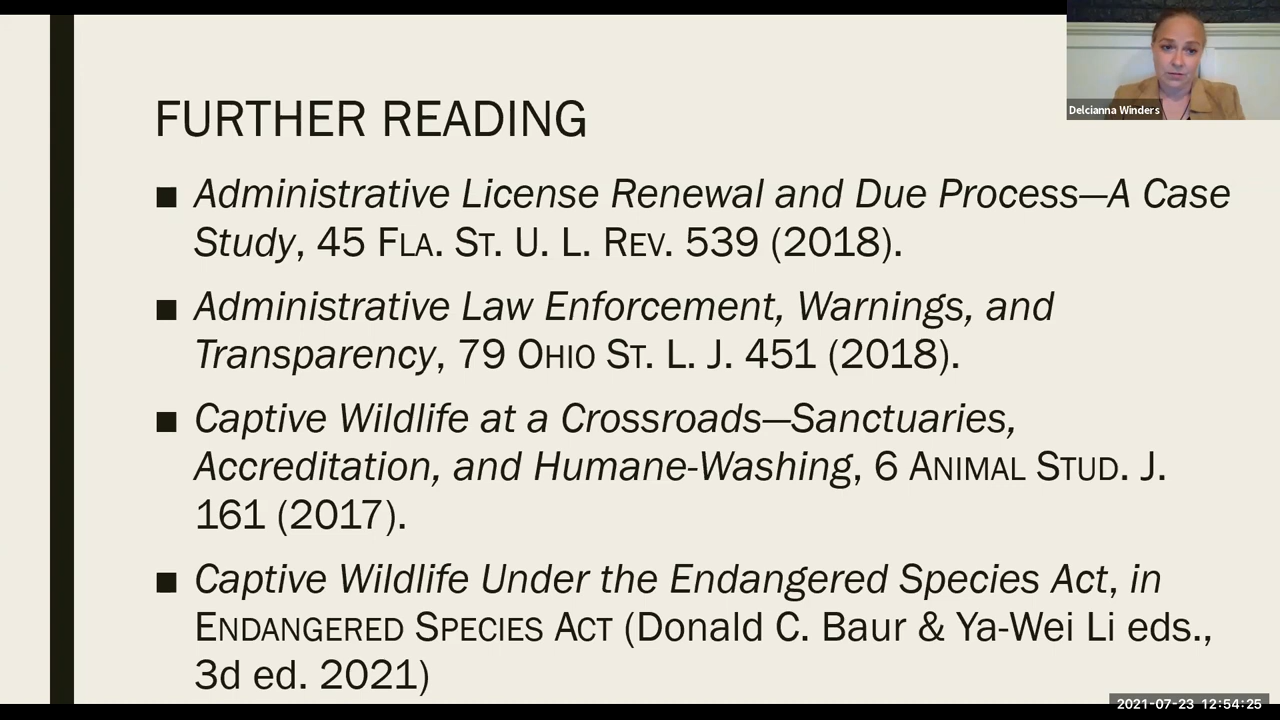 FURTHER READING
Delcianna Winders
■ Administrative License Renewal and Due Process—A Case
Study, 45 FLA. ST. U. L. REV. 539 (2018).
■ Administrative Law Enforcement, Warnings, and
Transparency, 79 OHIO ST. L. J. 451 (2018).
■ Captive Wildlife at a Crossroads—Sanctuaries,
Accreditation, and Humane-Washing, 6 ANIMAL STUD. J.
161 (2017).
■ Captive Wildlife Under the Endangered Species Act, in
ENDANGERED SPECIES ACT (Donald C. Baur & Ya-Wei Li eds.,
3d ed. 2021)
2021-07-23 12:54:25